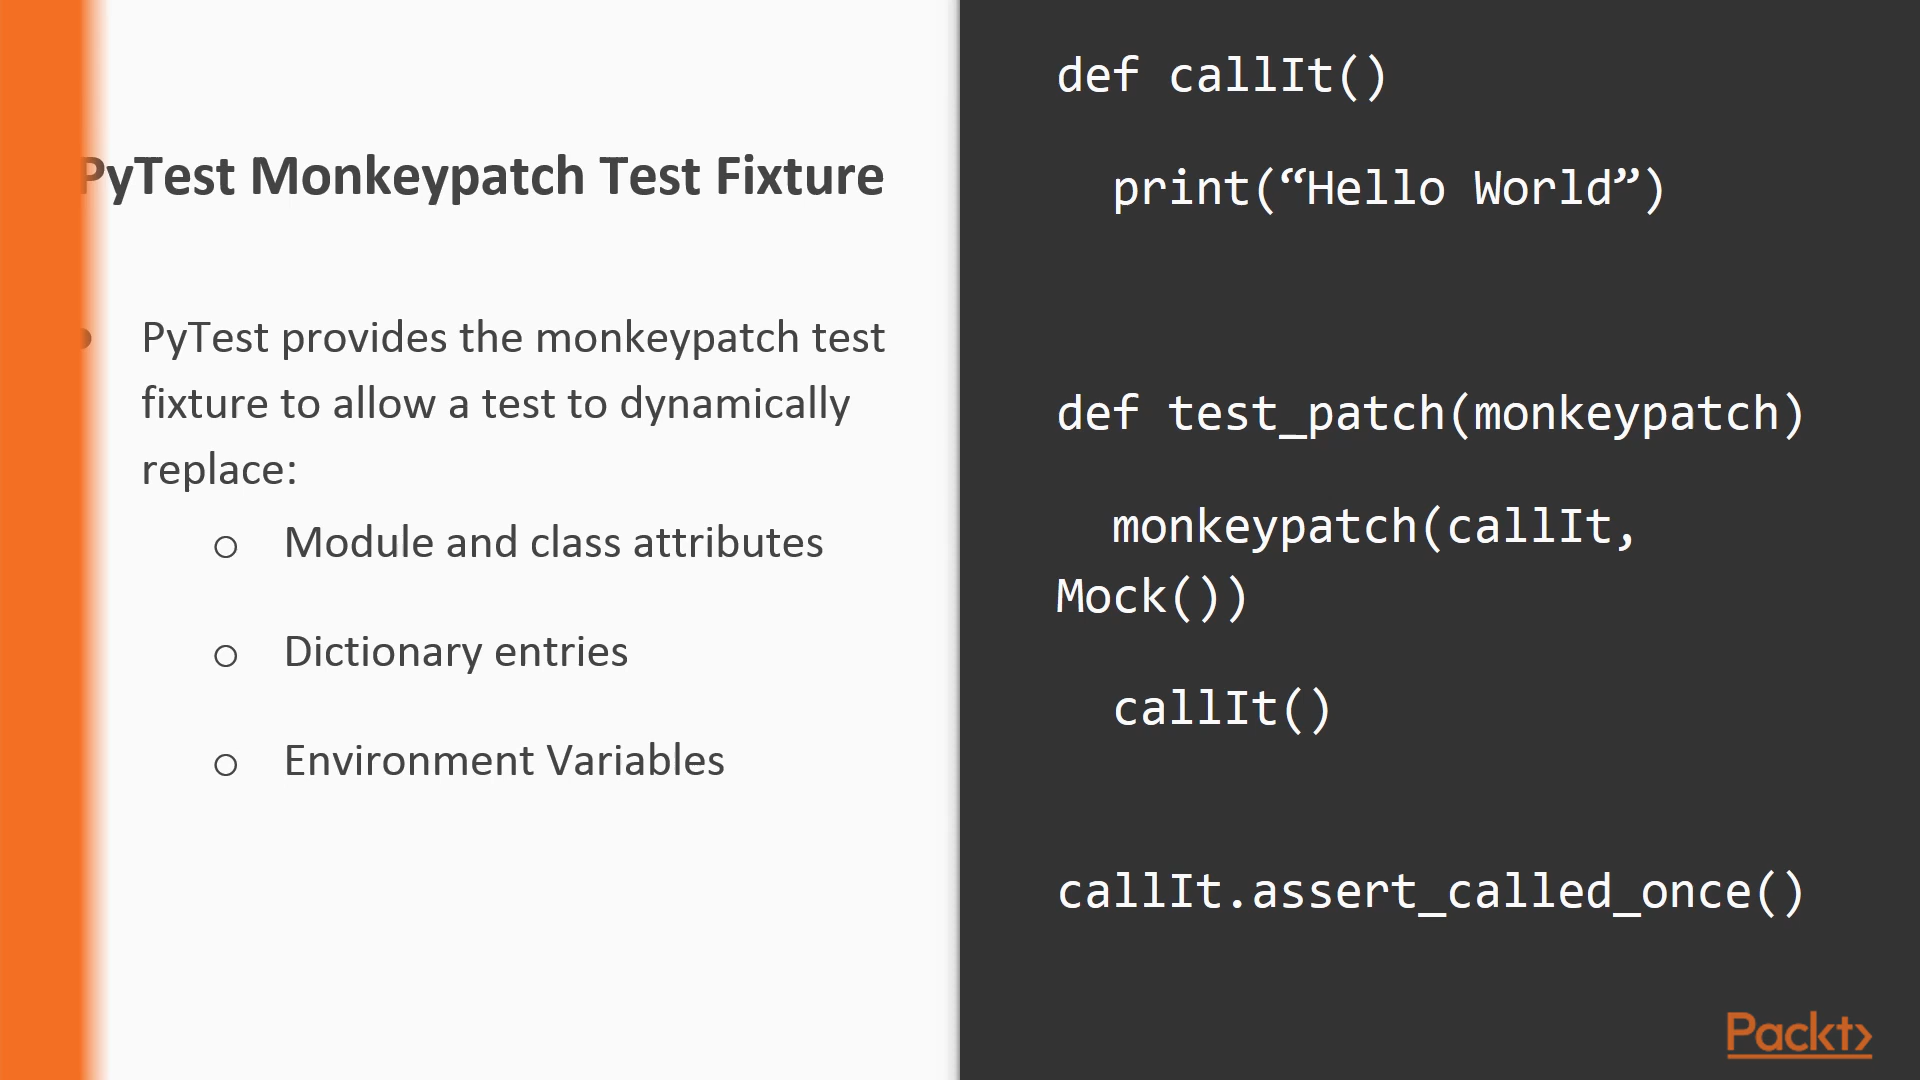 PyTest Monkeypatch Test Fixture
PyTest provides the monkeypatch test
fixture to allow a test to dynamically
replace:
Module and class attributes
Dictionary entries
Environment Variables
def callIt()
print(“Hello World”)
def test_patch(monkeypatch)
monkeypatch(callIt,
Mock())
callIt()
callIt.assert_called_once()
Packt>